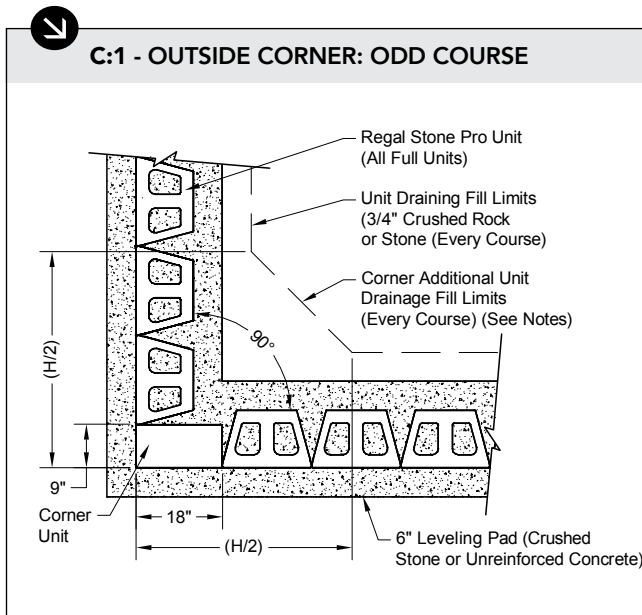 C:1 - OUTSIDE CORNER: ODD COURSE
Regal Stone Pro Unit
(All Full Units)
Unit Draining Fill Limits
(3/4" Crushed Rock
or Stone (Every Course)
Corner Additional Unit
Drainage Fill Limits
(Every Course) (See Notes)
90°
(H/2)
9"
Corner
Unit
18"
(H/2)
6" Leveling Pad (Crushed
Stone or Unreinforced Concrete)